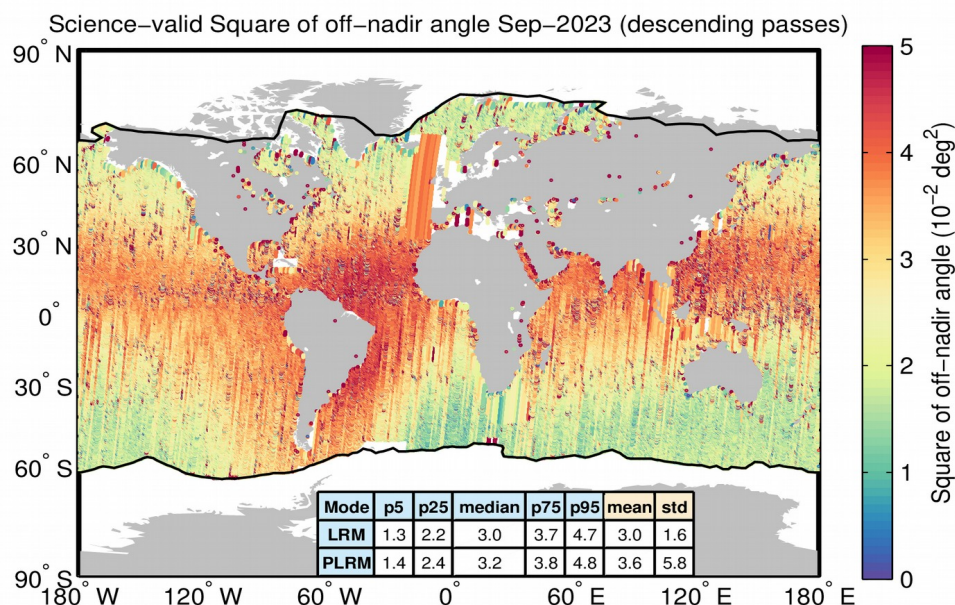 Science−valid Square of off−nadir angle Sep−2023 (descending passes)
90° N
60° N
30° N
0°
30° S
60° S
90° S
180° W 120° W 60° W 0° 60° E 120° E 180° E
Mode p5 p25 median p75 p95 mean std
LRM 1.3 2.2 3.0 3.7 4.7 3.0 1.6
PLRM 1.4 2.4 3.2 3.8 4.8 3.6 5.8
5
4
3
2
1
0
Square of off−nadir angle (10⁻² deg²)